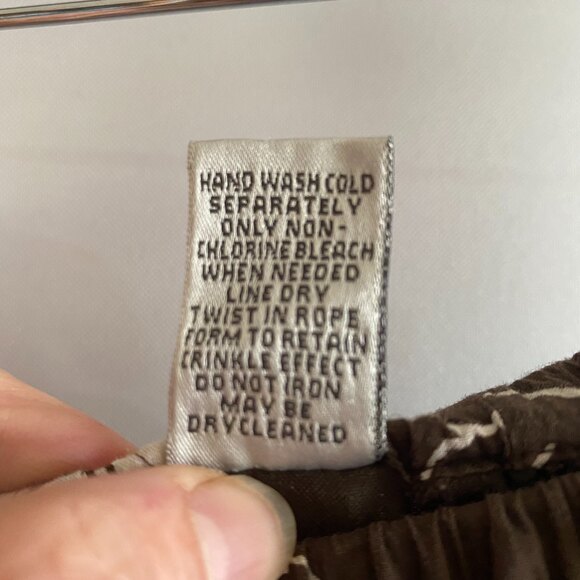 HAND WASH COLD
SEPARATELY
ONLY NON-
CHLORINE BLEACH
WHEN NEEDED
LINE DRY
TWIST IN ROPE
FORM TO RETAIN
CRINKLE EFFECT
DO NOT IRON
MAY BE
DRYCLEANED